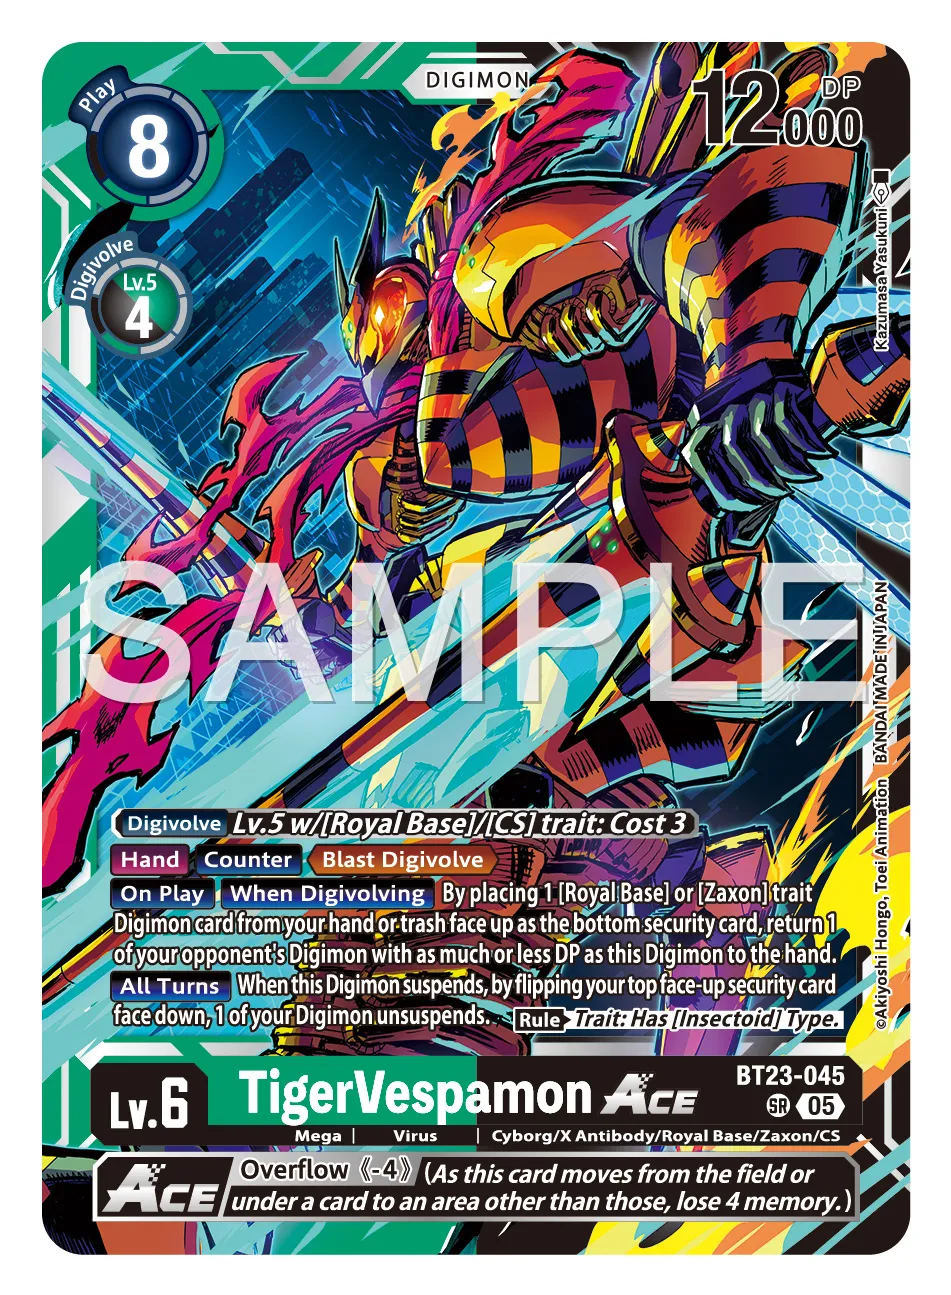 DIGIMON
Play
8
12000
DP
Digivolve
Lv.5
4
Kazumasa Yasukuni
SAMPLE
©Akiyoshi Hongo, Toei Animation BANDAI MADE IN JAPAN
Digivolve Lv.5 w/[Royal Base]/[CS] trait: Cost 3
Hand Counter Blast Digivolve
On Play When Digivolving By placing 1 [Royal Base] or [Zaxon] trait
Digimon card from your hand or trash face up as the bottom security card, return 1
of your opponent's Digimon with as much or less DP as this Digimon to the hand.
All Turns When this Digimon suspends, by flipping your top face-up security card
face down, 1 of your Digimon unsuspends. Rule Trait: Has [Insectoid] Type.
Lv.6 TigerVespamon ACE
BT23-045
SR 05
Mega | Virus | Cyborg/X Antibody/Royal Base/Zaxon/CS
ACE Overflow 《-4》 (As this card moves from the field or
under a card to an area other than those, lose 4 memory.)